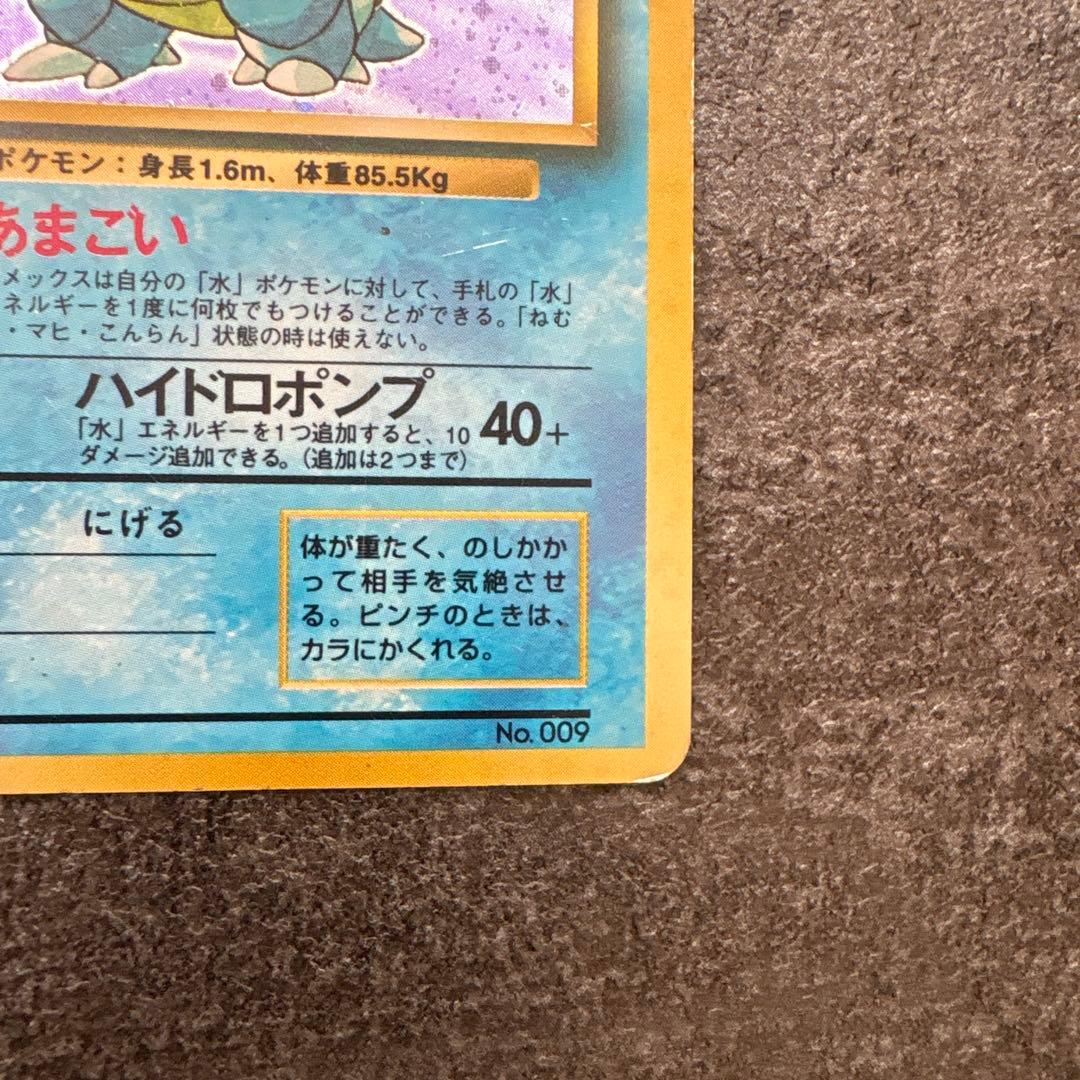 ポケモン：身長1.6m、体重85.5Kg
あまごい
メックスは自分の「水」ポケモンに対して、手札の「水」
ネルギーを1度に何枚でもつけることができる。「ねむ
・マヒ・こんらん」状態の時は使えない。
ハイドロポンプ
40+
「水」エネルギーを1つ追加すると、10
ダメージ追加できる。(追加は2つまで)
にげる
体が重たく、のしかか
って相手を気絶させ
る。ピンチのときは、
カラにかくれる。
No.009